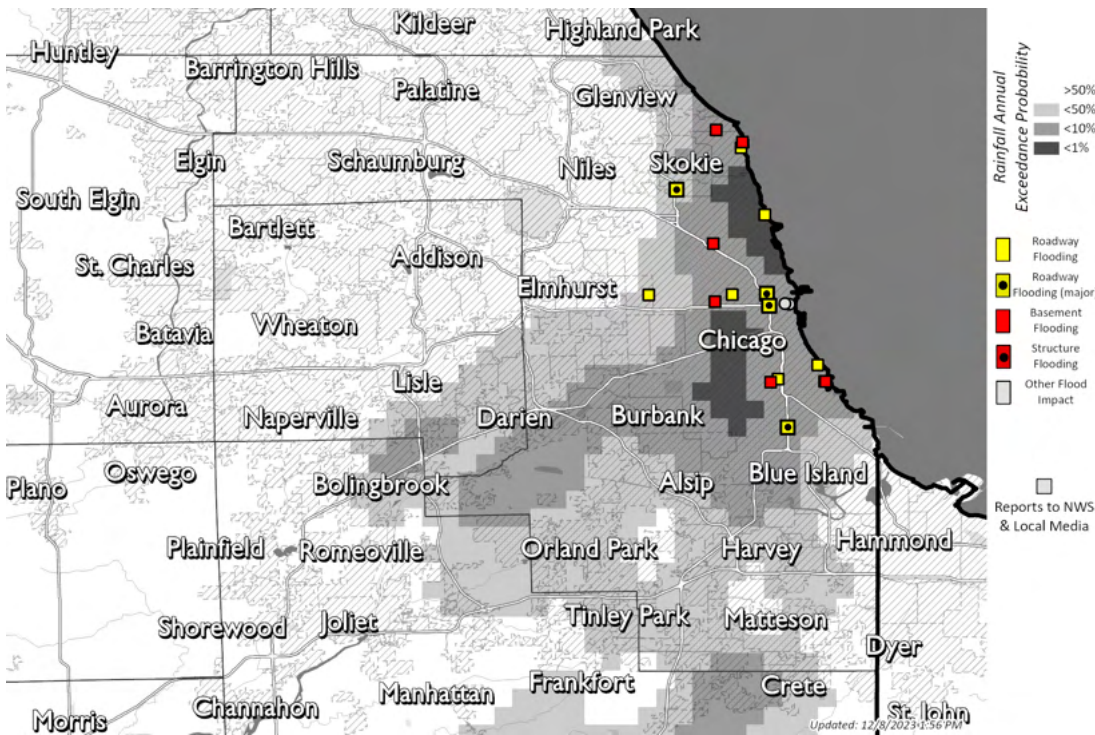 Kildeer
Highland Park
Huntley
Barrington Hills
Palatine
Glenview
Elgin
Schaumburg
Niles
Skokie
South Elgin
Bartlett
St. Charles
Addison
Elmhurst
Batavia
Wheaton
Chicago
Lisle
Aurora
Naperville
Darien
Burbank
Oswego
Plano
Bolingbrook
Alsip
Blue Island
Plainfield
Romeoville
Orland Park
Harvey
Hammond
Shorewood
Joliet
Tinley Park
Matteson
Dyer
Manhattan
Frankfort
Crete
Channahon
Morris
St. John
Updated: 12/8/2023 1:56 PM
Rainfall Annual
Exceedance Probability
>50%
<50%
<10%
<1%
Roadway
Flooding
Roadway
Flooding (major
Basement
Flooding
Structure
Flooding
Other Flood
Impact
Reports to NWS
& Local Media